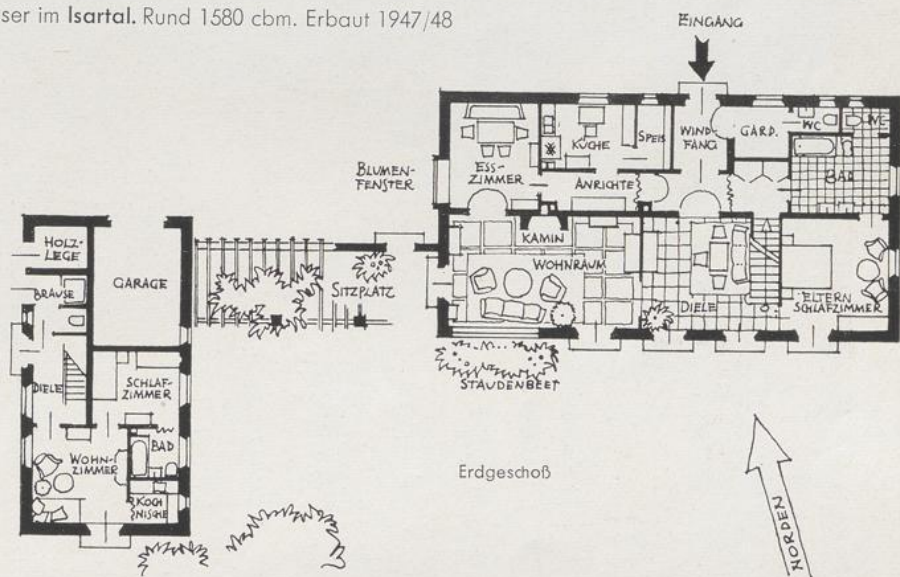 ser im Isartal. Rund 1580 cbm. Erbaut 1947/48
EINGANG
BLUMEN-
FENSTER
ESS-
ZIMMER
KÜCHE
SPEIS
WIND-
FANG
GARD.
WC
WC
BAD
ANRICHTE
KAMIN
WOHNRAUM
DIELE
ELTERN
SCHLAFZIMMER
SITZPLATZ
STAUDENBEET
HOLZ-
LEGE
GARAGE
BRAUSE
DIELE
SCHLAF-
ZIMMER
BAD
WOHN-
ZIMMER
KOCH
NISCHE
Erdgeschoß
NORDEN